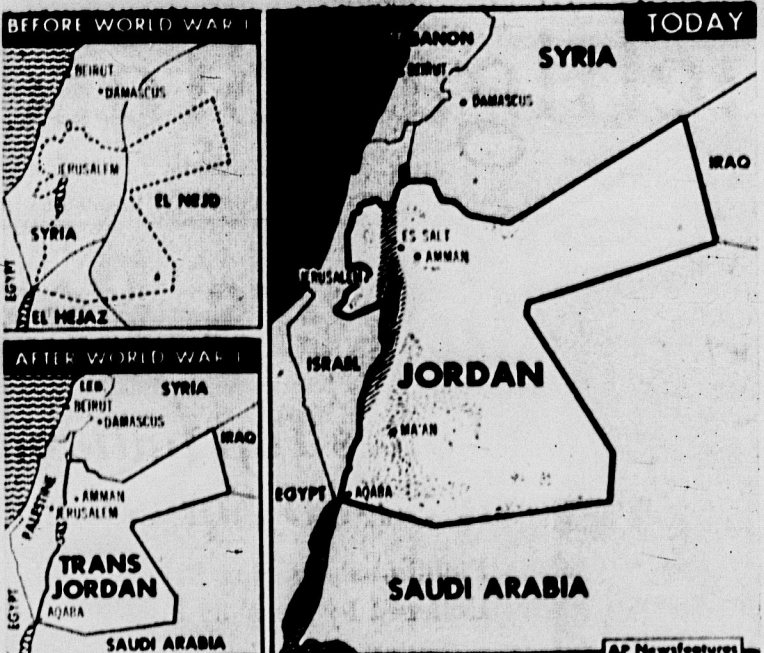 BEFORE WORLD WAR I
BEIRUT
DAMASCUS
JERUSALEM
EL NEJD
SYRIA
EGYPT
EL HEJAZ
AFTER WORLD WAR I
LEB.
SYRIA
BEIRUT
DAMASCUS
IRAQ
PALESTINE
AMMAN
JERUSALEM
TRANS
JORDAN
EGYPT
AQABA
SAUDI ARABIA
TODAY
LEBANON
SYRIA
BEIRUT
DAMASCUS
IRAQ
ES SALT
AMMAN
JERUSALEM
ISRAEL
JORDAN
MA'AN
EGYPT
AQABA
SAUDI ARABIA
AP Newsfeatures